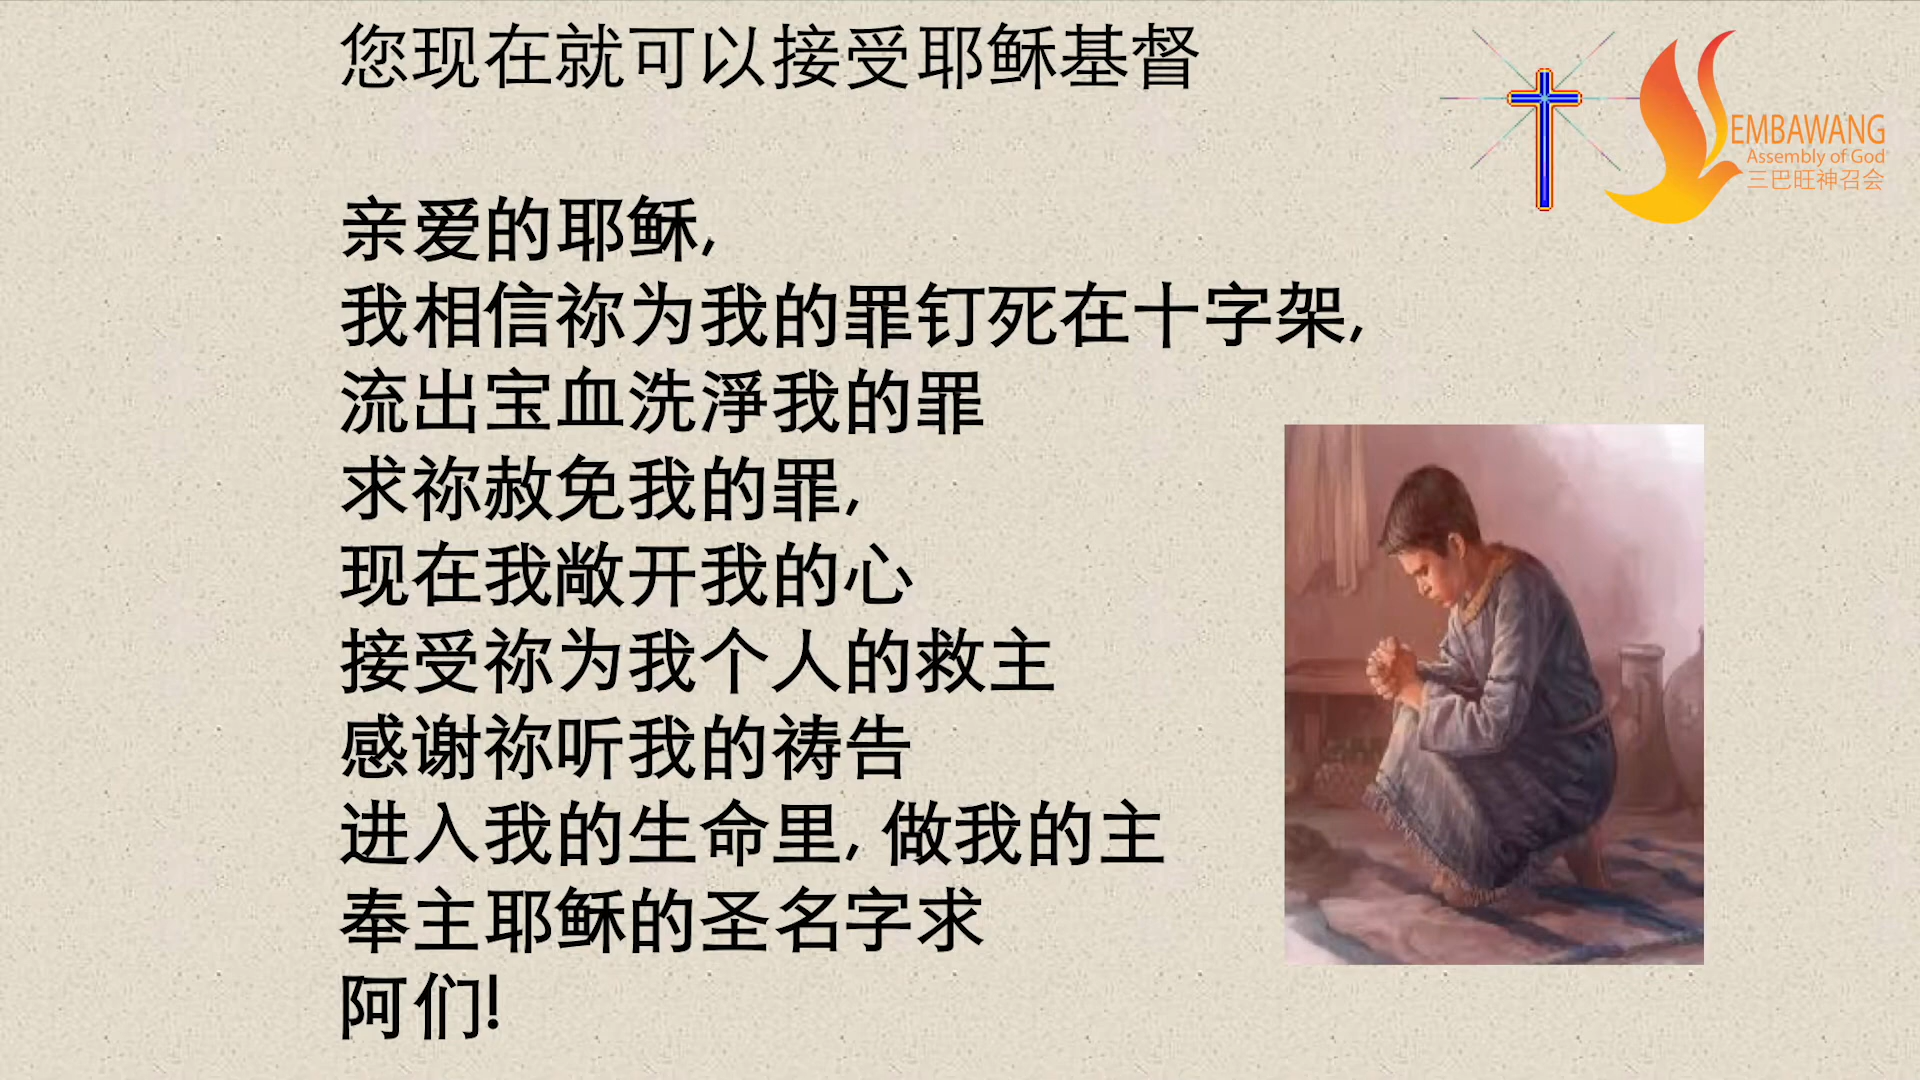 您现在就可以接受耶稣基督
EMBAWANG
Assembly of God
三巴旺神召会
亲爱的耶稣,
我相信祢为我的罪钉死在十字架,
流出宝血洗淨我的罪
求祢赦免我的罪,
现在我敞开我的心
接受祢为我个人的救主
感谢祢听我的祷告
进入我的生命里, 做我的主
奉主耶稣的圣名字求
阿们!